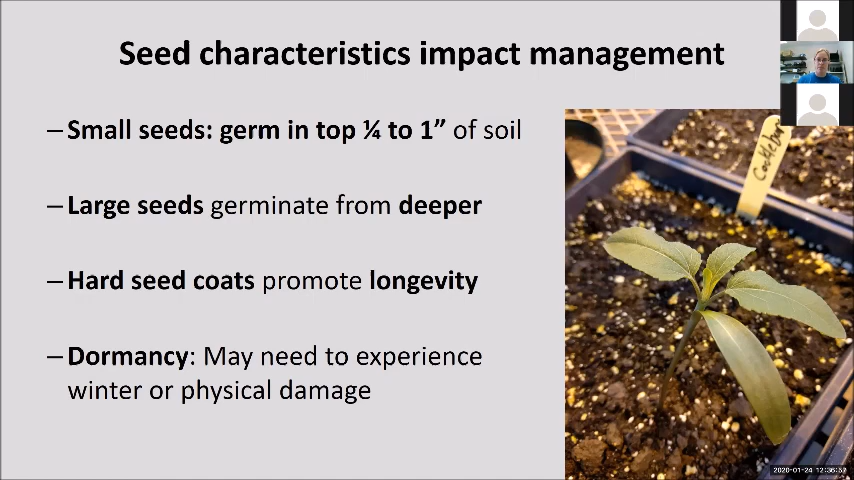 Seed characteristics impact management
– Small seeds: germ in top ¼ to 1” of soil
– Large seeds germinate from deeper
– Hard seed coats promote longevity
– Dormancy: May need to experience
winter or physical damage
Cocklebur
2020-01-24 12:36:57